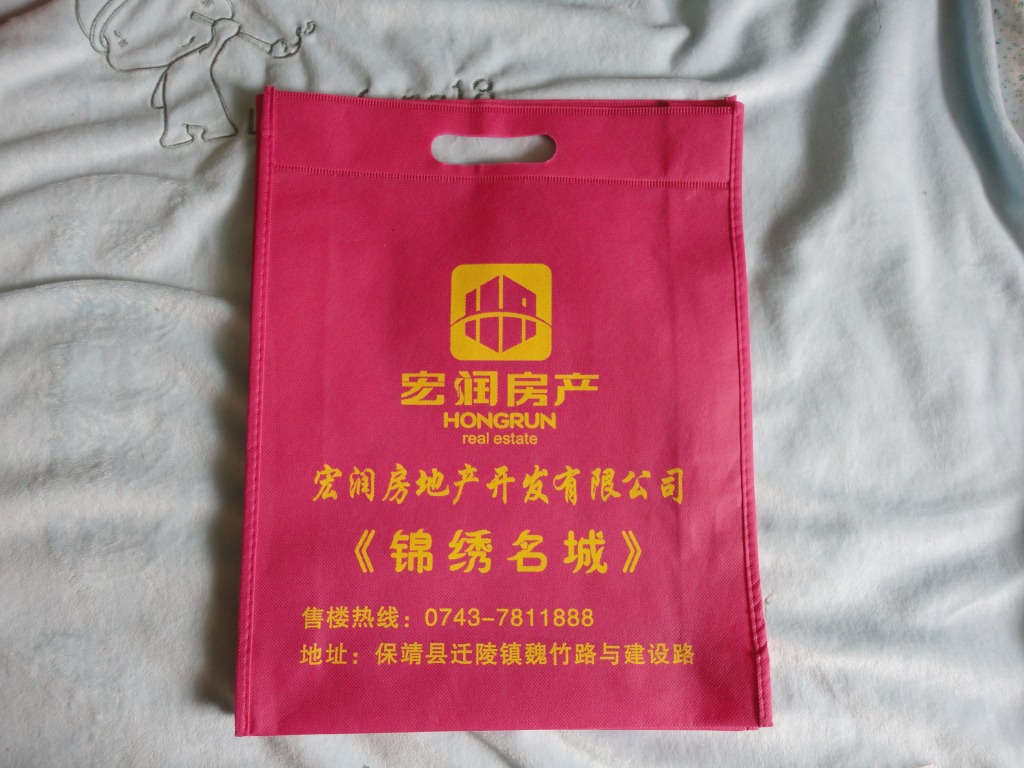 宏润房产
HONGRUN
real estate
宏润房地产开发有限公司
《锦绣名城》
售楼热线：0743-7811888
地址：保靖县迁陵镇魏竹路与建设路